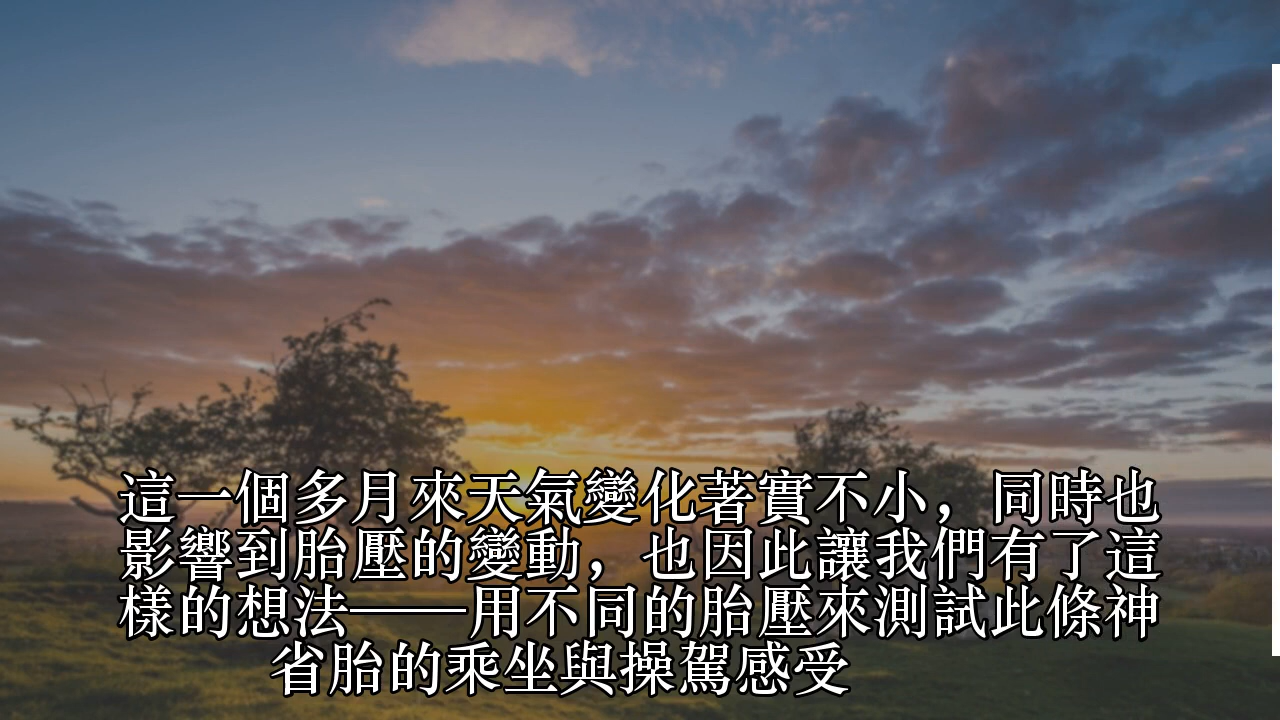 這一個多月來天氣變化著實不小，同時也
影響到胎壓的變動，也因此讓我們有了這
樣的想法——用不同的胎壓來測試此條神
省胎的乘坐與操駕感受